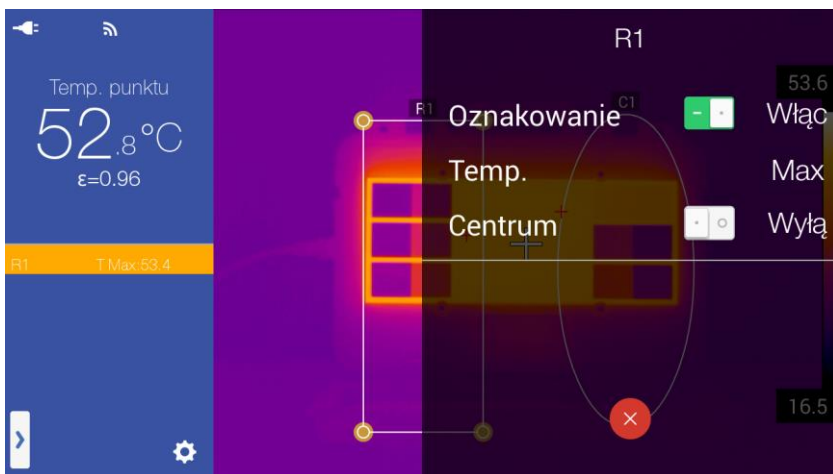 Temp. punktu
52.8°C
ε=0.96
R1 T Max:53.4
R1
C1
R1
Oznakowanie Włąc
Temp. Max
Centrum Wyłą
53.6
16.5